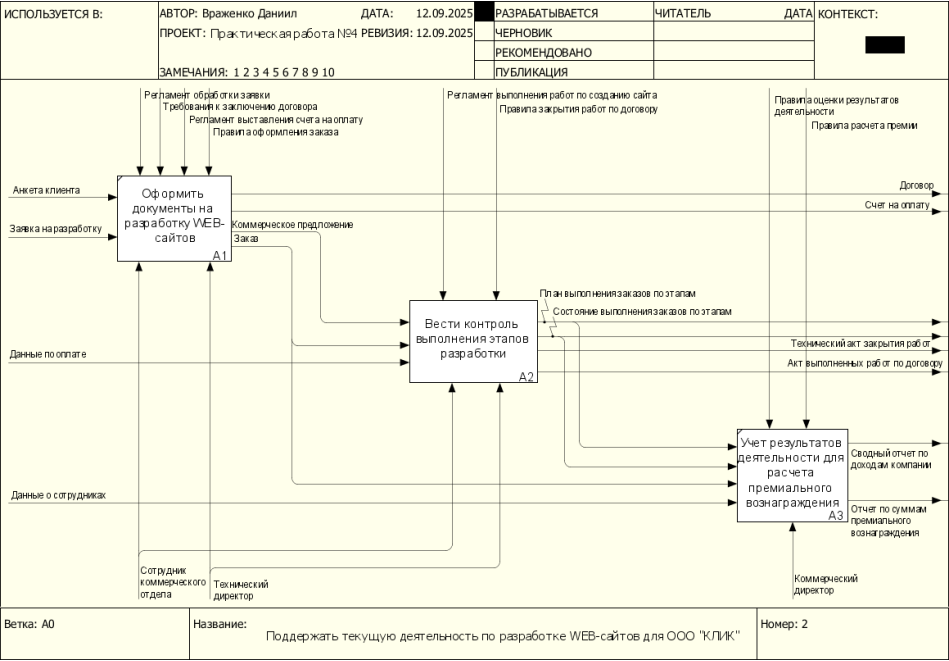 ИСПОЛЬЗУЕТСЯ В:
АВТОР: Враженко Даниил
ДАТА: 12.09.2025
ПРОЕКТ: Практическая работа №4
РЕВИЗИЯ: 12.09.2025
ЗАМЕЧАНИЯ: 1 2 3 4 5 6 7 8 9 10
РАЗРАБАТЫВАЕТСЯ
ЧЕРНОВИК
РЕКОМЕНДОВАНО
ПУБЛИКАЦИЯ
ЧИТАТЕЛЬ
ДАТА
КОНТЕКСТ:
Регламент обработки заявки
Требования к заключению договора
Регламент выставления счета на оплату
Правила оформления заказа
Регламент выполнения работ по созданию сайта
Правила закрытия работ по договору
Правила оценки результатов
деятельности
Правила расчета премии
Анкета клиента
Заявка на разработку
Оформить
документы на
разработку WEB-
сайтов
A1
Договор
Счет на оплату
Коммерческое предложение
Заказ
План выполнения заказов по этапам
Состояние выполнения заказов по этапам
Вести контроль
выполнения этапов
разработки
A2
Данные по оплате
Технический акт закрытия работ
Акт выполненных работ по договору
Учет результатов
деятельности для
расчета
премиального
вознаграждения
A3
Сводный отчет по
доходам компании
Данные о сотрудниках
Отчет по суммам
премиального
вознаграждения
Сотрудник
коммерческого
отдела
Технический
директор
Коммерческий
директор
Ветка: A0
Название:
Поддержать текущую деятельность по разработке WEB-сайтов для ООО "КЛИК"
Номер: 2